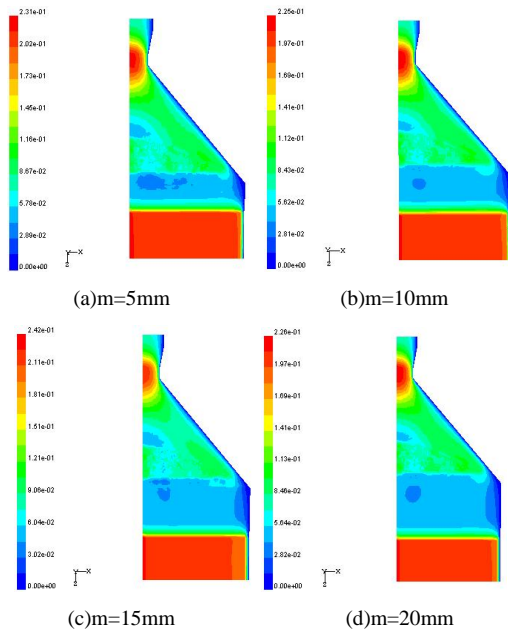 2.31e-01
2.02e-01
1.73e-01
1.45e-01
1.16e-01
8.67e-02
5.78e-02
2.89e-02
0.00e+00
Y X
Z
(a)m=5mm
2.25e-01
1.97e-01
1.69e-01
1.41e-01
1.12e-01
8.43e-02
5.62e-02
2.81e-02
0.00e+00
Y X
Z
(b)m=10mm
2.42e-01
2.11e-01
1.81e-01
1.51e-01
1.21e-01
9.06e-02
6.04e-02
3.02e-02
0.00e+00
Y X
Z
(c)m=15mm
2.26e-01
1.97e-01
1.69e-01
1.41e-01
1.13e-01
8.46e-02
5.64e-02
2.82e-02
0.00e+00
Y X
Z
(d)m=20mm